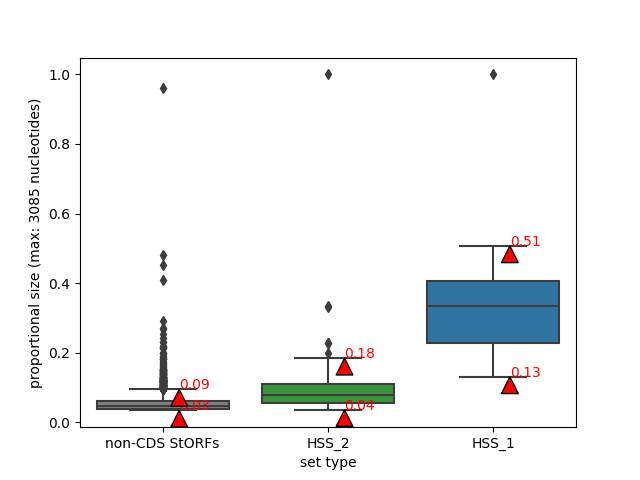 1.0
0.8
0.6
0.4
0.2
0.0
proportional size (max: 3085 nucleotides)
0.09
0.18
0.04
0.51
0.13
non-CDS StORFs
HSS_2
HSS_1
set type